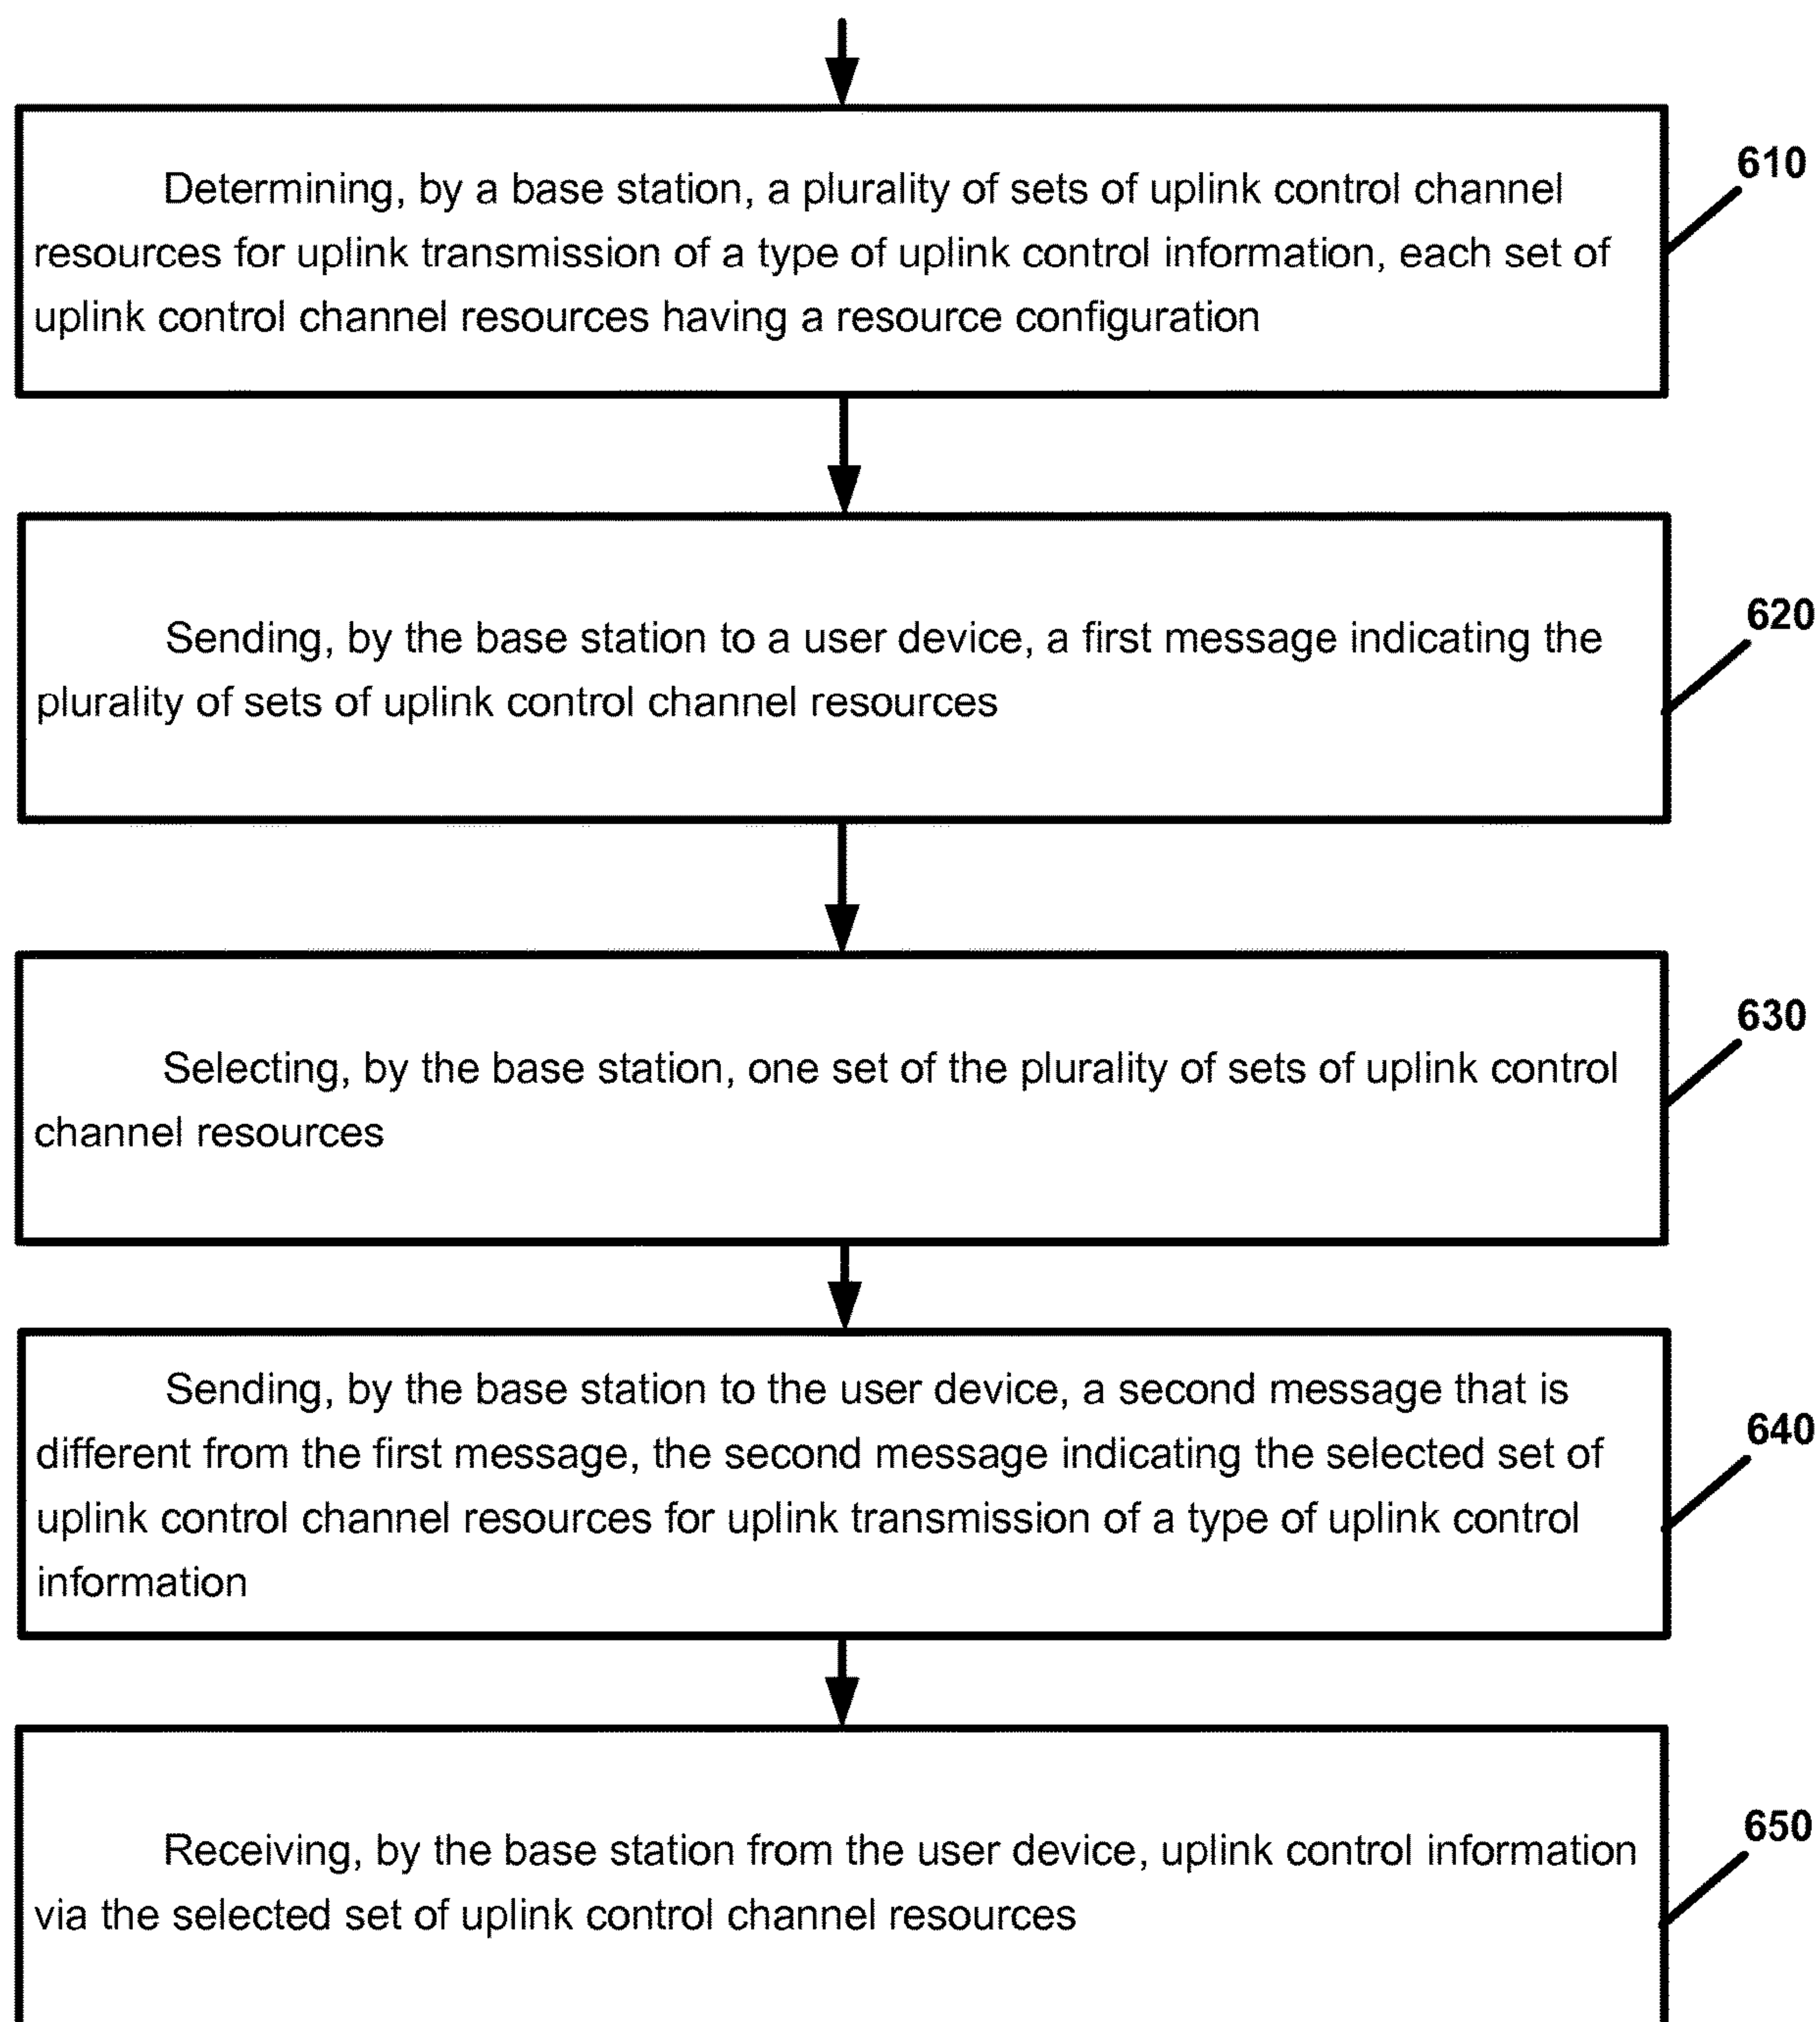 Determining, by a base station, a plurality of sets of uplink control channel
resources for uplink transmission of a type of uplink control information, each set of
uplink control channel resources having a resource configuration
610
Sending, by the base station to a user device, a first message indicating the
plurality of sets of uplink control channel resources
620
Selecting, by the base station, one set of the plurality of sets of uplink control
channel resources
630
Sending, by the base station to the user device, a second message that is
different from the first message, the second message indicating the selected set of
uplink control channel resources for uplink transmission of a type of uplink control
information
640
Receiving, by the base station from the user device, uplink control information
via the selected set of uplink control channel resources
650